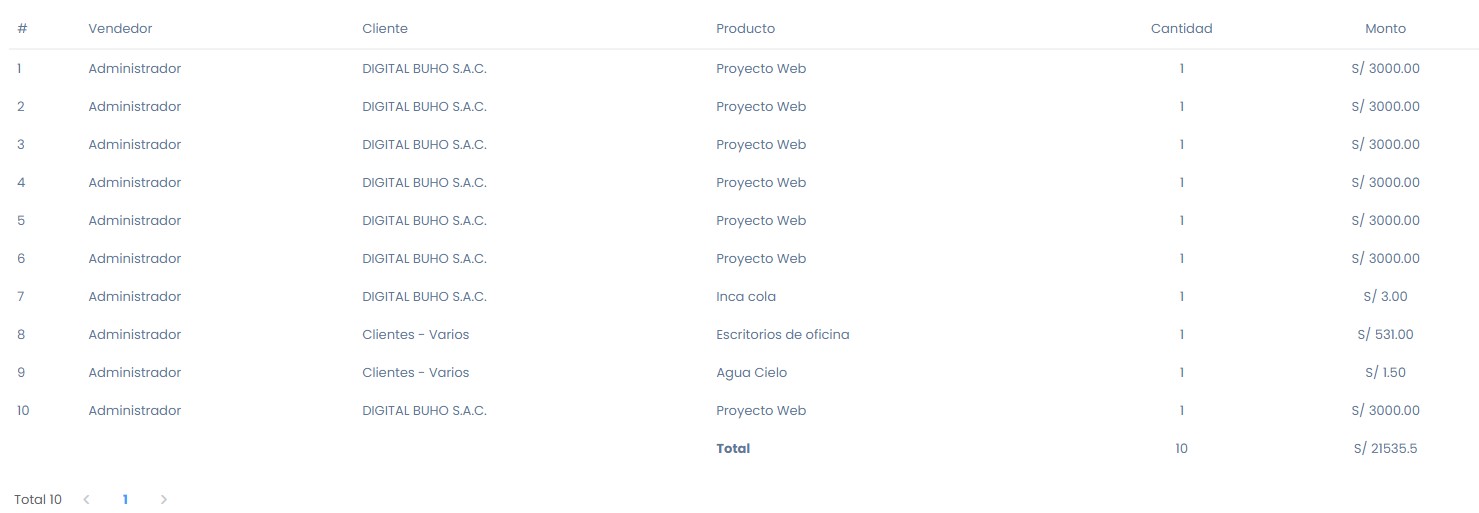 # Vendedor Cliente Producto Cantidad Monto
1 Administrador DIGITAL BUHO S.A.C. Proyecto Web 1 S/ 3000.00
2 Administrador DIGITAL BUHO S.A.C. Proyecto Web 1 S/ 3000.00
3 Administrador DIGITAL BUHO S.A.C. Proyecto Web 1 S/ 3000.00
4 Administrador DIGITAL BUHO S.A.C. Proyecto Web 1 S/ 3000.00
5 Administrador DIGITAL BUHO S.A.C. Proyecto Web 1 S/ 3000.00
6 Administrador DIGITAL BUHO S.A.C. Proyecto Web 1 S/ 3000.00
7 Administrador DIGITAL BUHO S.A.C. Inca cola 1 S/ 3.00
8 Administrador Clientes - Varios Escritorios de oficina 1 S/ 531.00
9 Administrador Clientes - Varios Agua Cielo 1 S/ 1.50
10 Administrador DIGITAL BUHO S.A.C. Proyecto Web 1 S/ 3000.00
Total 10 S/ 21535.5
Total 10 < 1 >